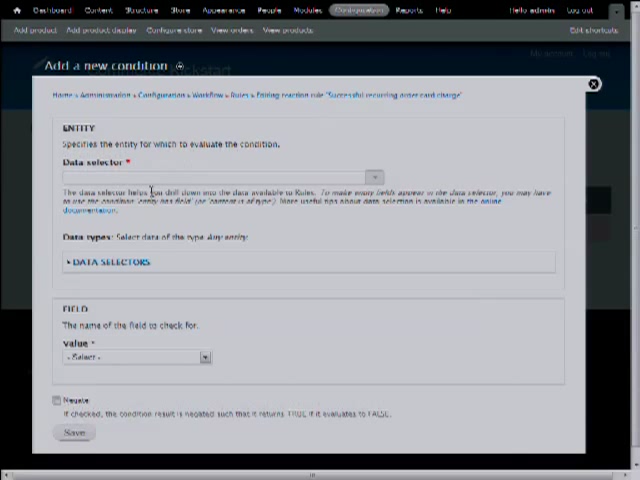 Dashboard Content Structure Store Appearance People Modules Configuration Reports Help Hello admin Log out
Add product Add product display Configure store View orders View products Edit shortcuts
My account Log out
Add a new condition
Home » Administration » Configuration » Workflow » Rules » Editing reaction rule "Successful recurring order card charge"
ENTITY
Specifies the entity for which to evaluate the condition.
Data selector *
The data selector helps you drill down into the data available to Rules. To make entity fields appear in the data selector, you may have
to use the condition 'entity has field' (or 'content is of type'). More useful tips about data selection is available in the online
documentation.
Data types: Select data of the type Any entity.
DATA SELECTORS
FIELD
The name of the field to check for.
Value *
- Select -
Negate
If checked, the condition result is negated such that it returns TRUE if it evaluates to FALSE.
Save